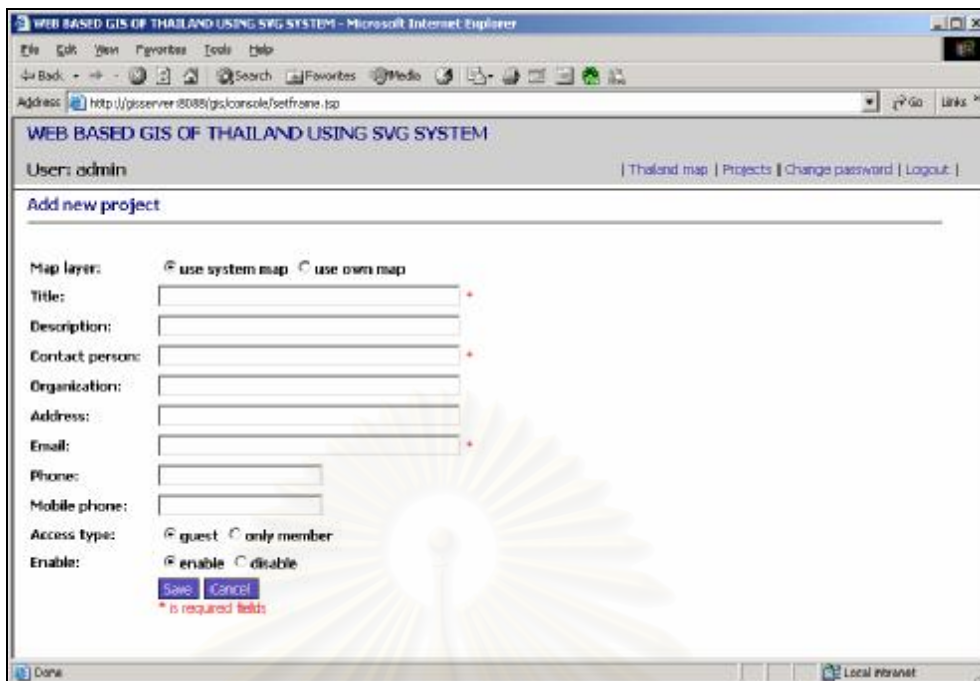 WEB BASED GIS OF THAILAND USING SVG SYSTEM - Microsoft Internet Explorer
File Edit View Favorites Tools Help
Back Search Favorites Media
Address http://gisserver:8088/gis/console/setframe.jsp Go Links »
WEB BASED GIS OF THAILAND USING SVG SYSTEM
User: admin | Thailand map | Projects | Change password | Logout |
Add new project
Map layer: use system map use own map
Title: *
Description:
Contact person: *
Organization:
Address:
Email: *
Phone:
Mobile phone:
Access type: guest only member
Enable: enable disable
Save Cancel
* is required fields
Done Local intranet